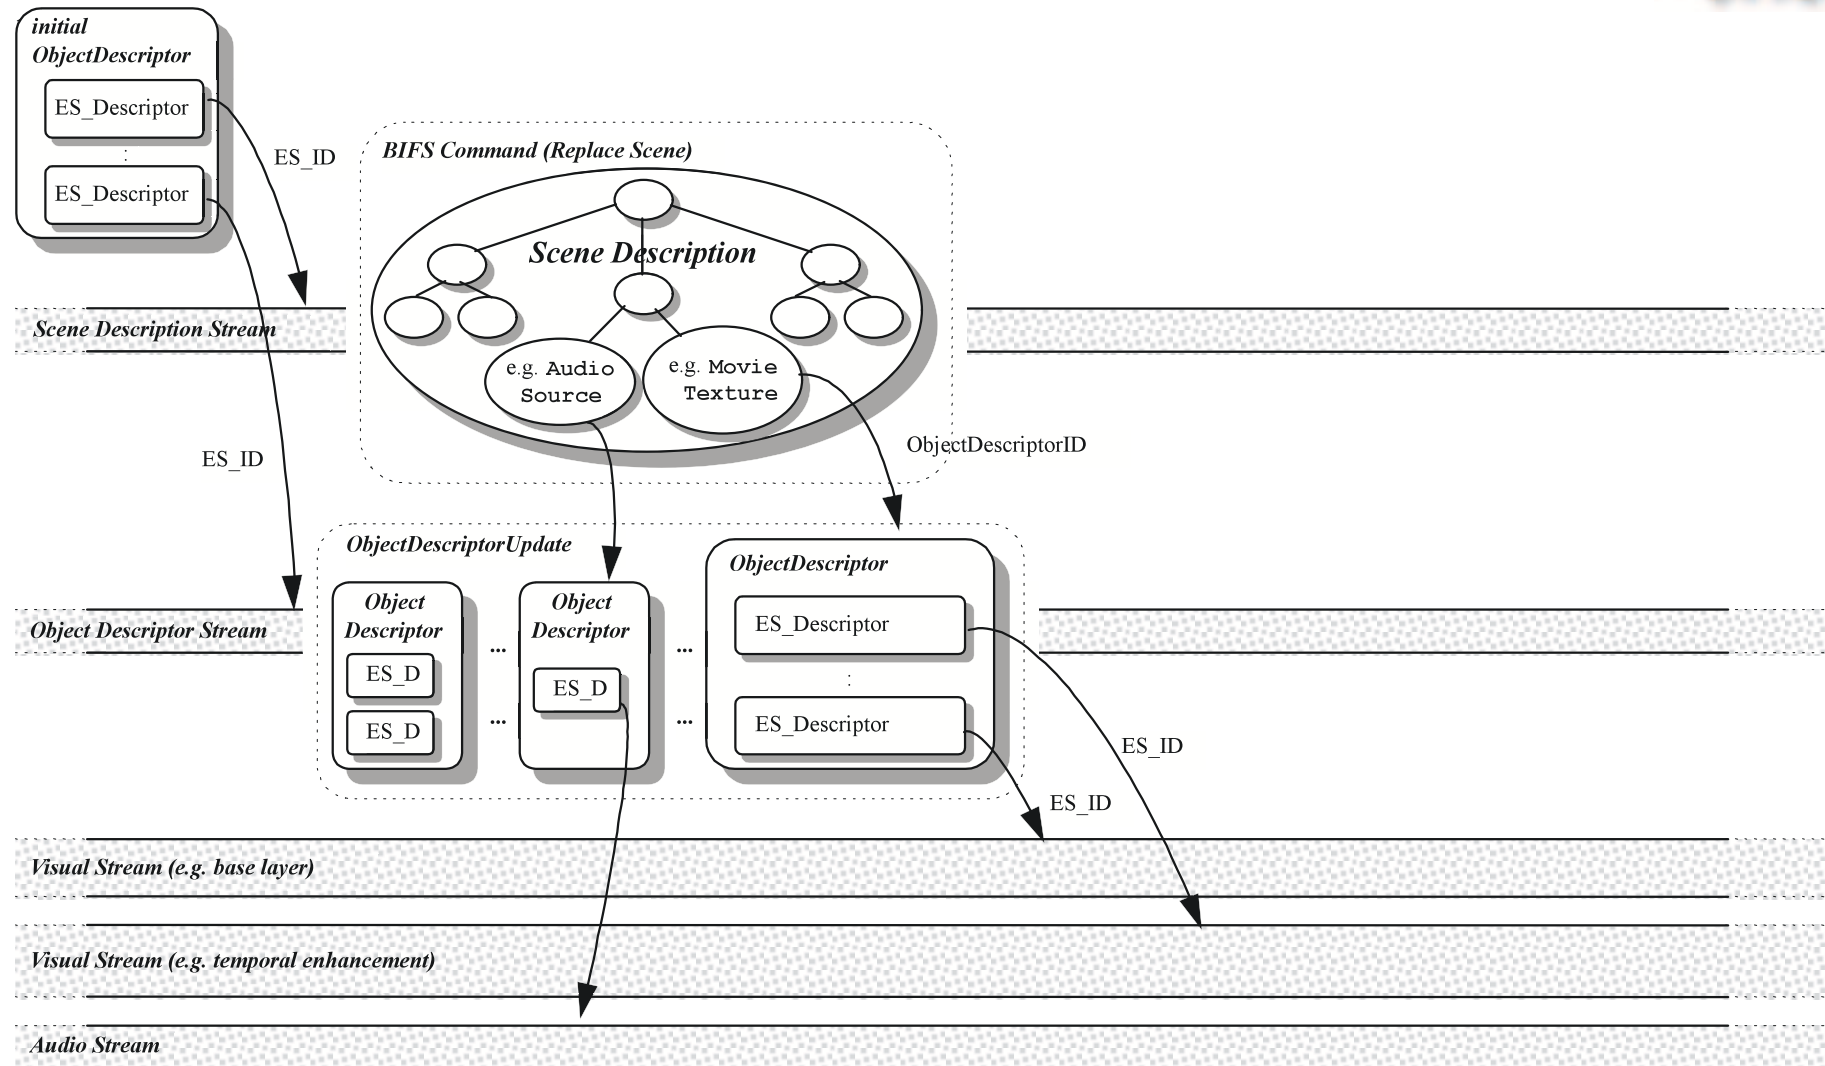 initial
ObjectDescriptor
ES_Descriptor
:
ES_Descriptor
ES_ID
BIFS Command (Replace Scene)
Scene Description
Scene Description Stream
e.g. Audio
Source
e.g. Movie
Texture
ObjectDescriptorID
ES_ID
ObjectDescriptorUpdate
Object
Descriptor
ES_D
ES_D
...
...
Object
Descriptor
ES_D
...
...
ObjectDescriptor
ES_Descriptor
:
ES_Descriptor
Object Descriptor Stream
ES_ID
ES_ID
Visual Stream (e.g. base layer)
Visual Stream (e.g. temporal enhancement)
Audio Stream